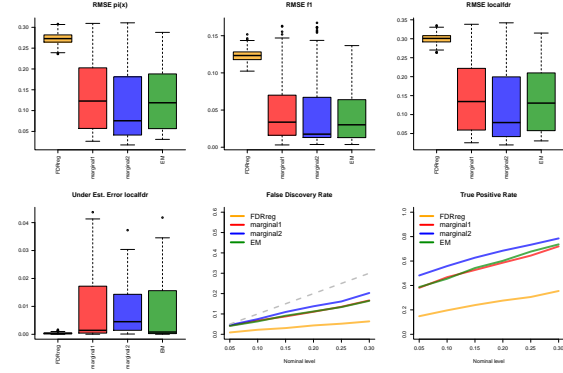 RMSE pi(x)
0.30
0.25
0.20
0.15
0.10
0.05
FDRreg
marginal1
marginal2
EM
RMSE f1
0.15
0.10
0.05
0.00
FDRreg
marginal1
marginal2
EM
RMSE localfdr
0.35
0.30
0.25
0.20
0.15
0.10
0.05
FDRreg
marginal1
marginal2
EM
Under Est. Error localfdr
0.04
0.03
0.02
0.01
0.00
FDRreg
marginal1
marginal2
EM
False Discovery Rate
FDRreg
marginal1
marginal2
EM
0.6
0.5
0.4
0.3
0.2
0.1
0.0
0.05 0.10 0.15 0.20 0.25 0.30
Nominal level
True Positive Rate
FDRreg
marginal1
marginal2
EM
1.0
0.8
0.6
0.4
0.2
0.0
0.05 0.10 0.15 0.20 0.25 0.30
Nominal level